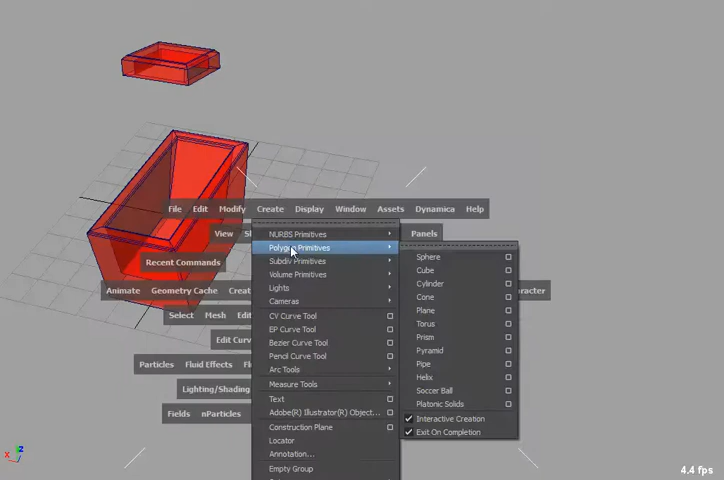 File Edit Modify Create Display Window Assets Dynamica Help
View Panels
NURBS Primitives
Polygon Primitives
Subdiv Primitives
Volume Primitives
Lights
Cameras
CV Curve Tool
EP Curve Tool
Bezier Curve Tool
Pencil Curve Tool
Arc Tools
Measure Tools
Text
Adobe(R) Illustrator(R) Object...
Construction Plane
Locator
Annotation...
Empty Group
Sphere
Cube
Cylinder
Cone
Plane
Torus
Prism
Pyramid
Pipe
Helix
Soccer Ball
Platonic Solids
Interactive Creation
Exit On Completion
Recent Commands
Animate Geometry Cache
Select Mesh
Particles Fluid Effects
Lighting/Shading
Fields nParticles
X Z
4.4 fps